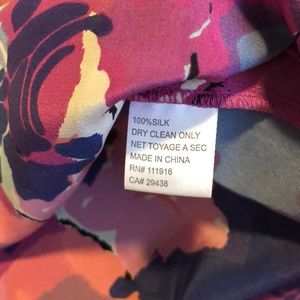 100%SILK
DRY CLEAN ONLY
NET TOYAGE A SEC
MADE IN CHINA
RN# 111916
CA# 29438